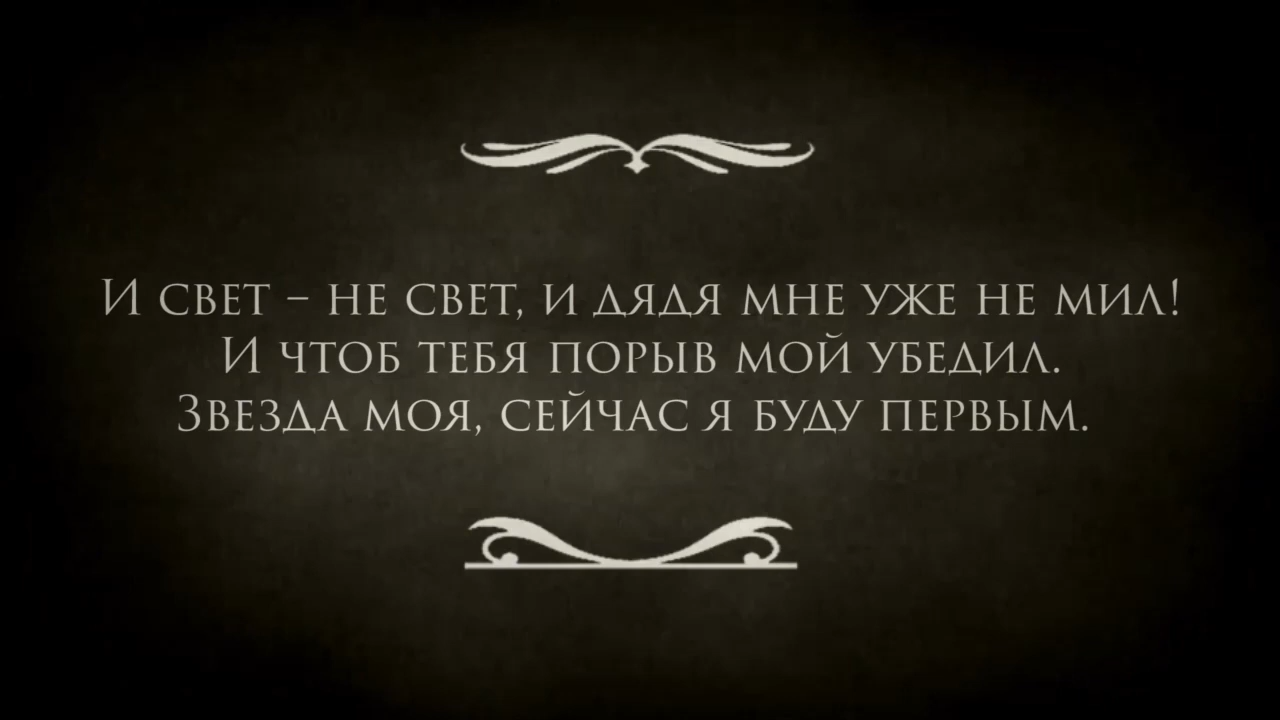 И свет – не свет, и дядя мне уже не мил!
И чтоб тебя порыв мой убедил.
Звезда моя, сейчас я буду первым.